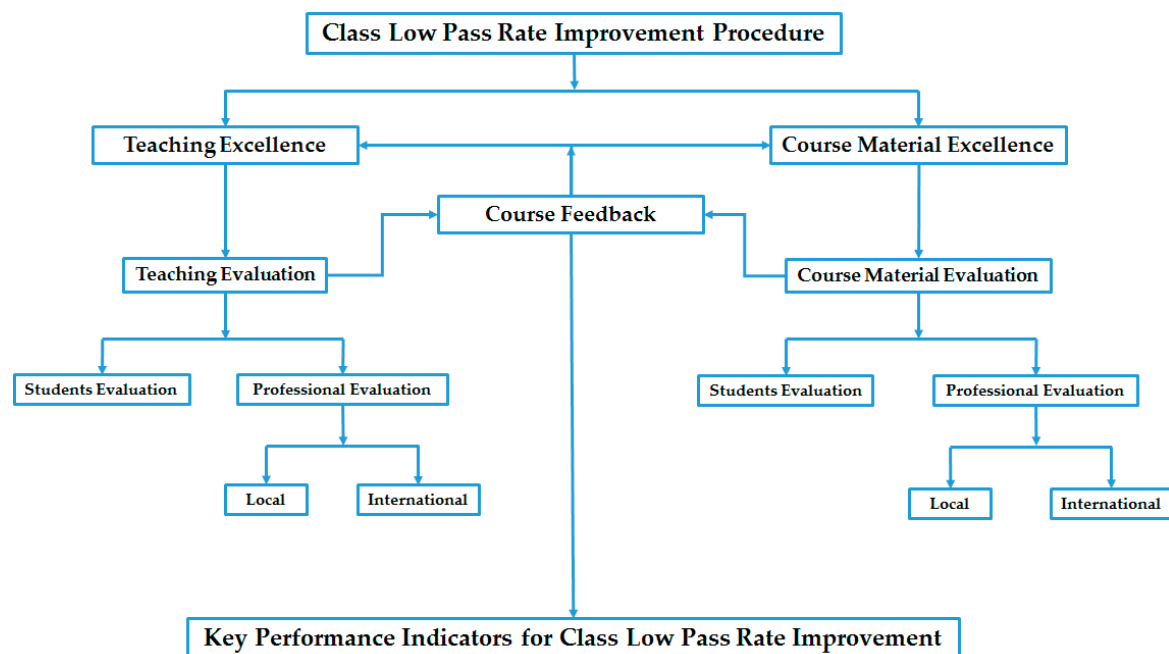 Class Low Pass Rate Improvement Procedure
Teaching Excellence
Course Material Excellence
Course Feedback
Teaching Evaluation
Course Material Evaluation
Students Evaluation
Professional Evaluation
Students Evaluation
Professional Evaluation
Local
International
Local
International
Key Performance Indicators for Class Low Pass Rate Improvement